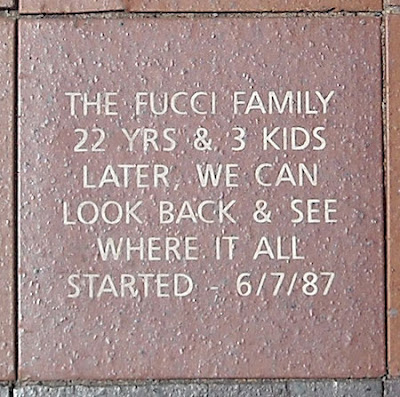 THE FUCCI FAMILY
22 YRS & 3 KIDS
LATER, WE CAN
LOOK BACK & SEE
WHERE IT ALL
STARTED - 6/7/87